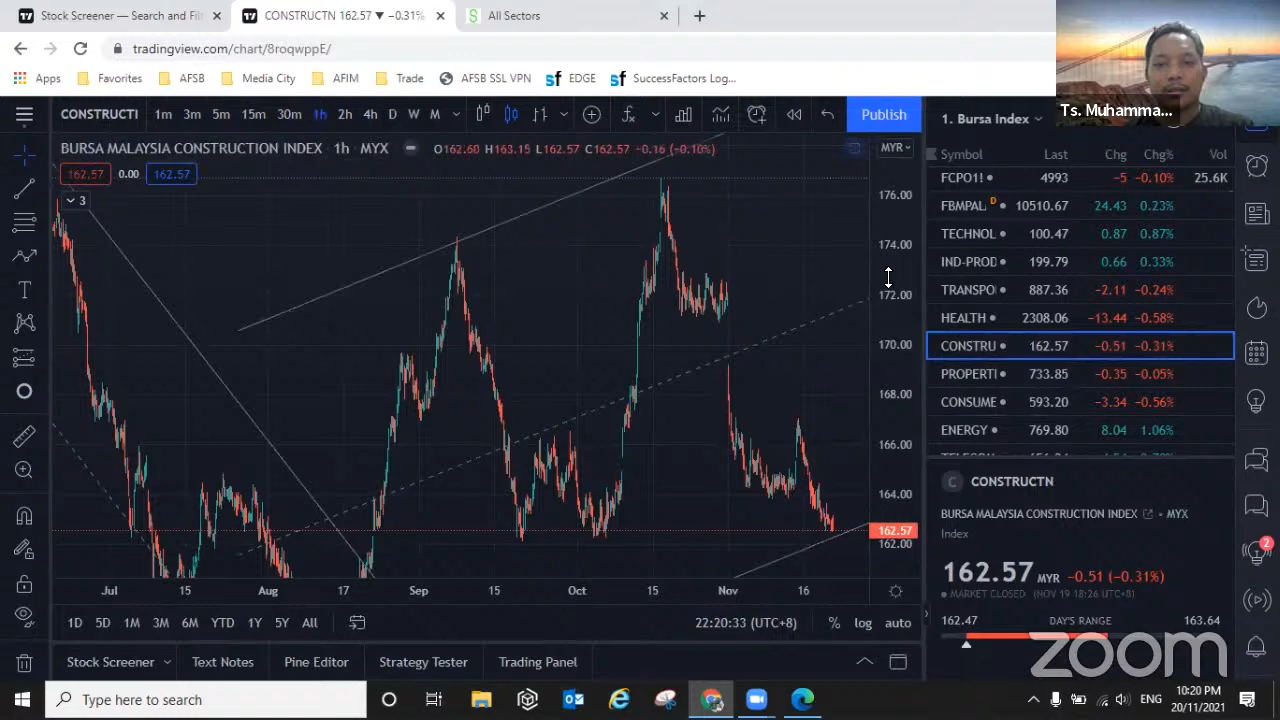 Stock Screener — Search and Filt
CONSTRUCTN 162.57 ▼ −0.31%
All Sectors
tradingview.com/chart/8roqwppE/
Apps
Favorites
AFSB
Media City
AFIM
Trade
AFSB SSL VPN
EDGE
SuccessFactors Log...
Ts. Muhamma...
CONSTRUCTI
1m 3m 5m 15m 30m 1h 2h 4h D W M
Publish
1. Bursa Index
BURSA MALAYSIA CONSTRUCTION INDEX • 1h • MYX
O162.60 H163.15 L162.57 C162.57 −0.16 (−0.10%)
MYR
162.57 0.00 162.57
3
176.00
174.00
172.00
170.00
168.00
166.00
164.00
162.57
162.00
Jul 15 Aug 17 Sep 15 Oct 15 Nov 16
Symbol Last Chg Chg% Vol
FCPO1! 4993 −5 −0.10% 25.6K
FBMPAL D 10510.67 24.43 0.23%
TECHNOL 100.47 0.87 0.87%
IND-PROD 199.79 0.66 0.33%
TRANSPO 887.36 −2.11 −0.24%
HEALTH 2308.06 −13.44 −0.58%
CONSTRU 162.57 −0.51 −0.31%
PROPERTI 733.85 −0.35 −0.05%
CONSUME 593.20 −3.34 −0.56%
ENERGY 769.80 8.04 1.06%
C CONSTRUCTN
BURSA MALAYSIA CONSTRUCTION INDEX • MYX
Index
162.57 MYR −0.51 (−0.31%)
MARKET CLOSED (NOV 19 18:26 UTC+8)
162.47 DAY'S RANGE 163.64
2
1D 5D 1M 3M 6M YTD 1Y 5Y All
22:20:33 (UTC+8)
% log auto
Stock Screener
Text Notes
Pine Editor
Strategy Tester
Trading Panel
zoom
Type here to search
ENG
10:20 PM
20/11/2021